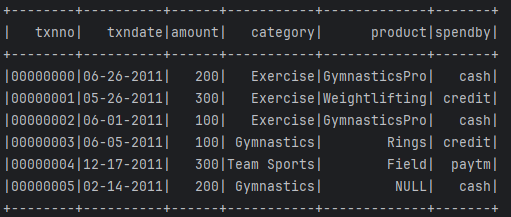 +--------+----------+------+-----------+-------------+-------+
|   txnno|   txndate|amount|   category|      product|spendby|
+--------+----------+------+-----------+-------------+-------+
|00000000|06-26-2011|   200|   Exercise|GymnasticsPro|   cash|
|00000001|05-26-2011|   300|   Exercise|Weightlifting| credit|
|00000002|06-01-2011|   100|   Exercise|GymnasticsPro|   cash|
|00000003|06-05-2011|   100| Gymnastics|        Rings| credit|
|00000004|12-17-2011|   300|Team Sports|        Field|  paytm|
|00000005|02-14-2011|   200| Gymnastics|         NULL|   cash|
+--------+----------+------+-----------+-------------+-------+